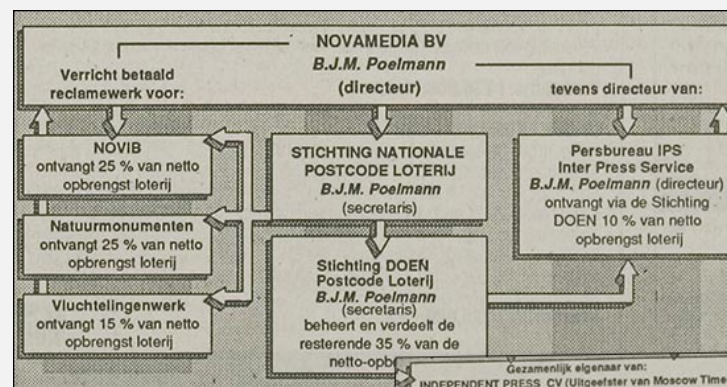 NOVAMEDIA BV
B.J.M. Poelmann
(directeur)
Verricht betaald
reclamewerk voor:
tevens directeur van:
NOVIB
ontvangt 25 % van netto
opbrengst loterij
STICHTING NATIONALE
POSTCODE LOTERIJ
B.J.M. Poelmann
(secretaris)
Persbureau IPS
Inter Press Service
B.J.M. Poelmann (directeur)
ontvangt via de Stichting
DOEN 10 % van netto
opbrengst loterij
Natuurmonumenten
ontvangt 25 % van netto
opbrengst loterij
Stichting DOEN
Postcode Loterij
B.J.M. Poelmann
(secretaris)
beheert en verdeelt de
resterende 35 % van de
Vluchtelingenwerk
ontvangt 15 % van netto
opbrengst loterij
Gezamenlijk eigenaar van:
INDEPENDENT PRESS CV (Uitgeefster van Moscow